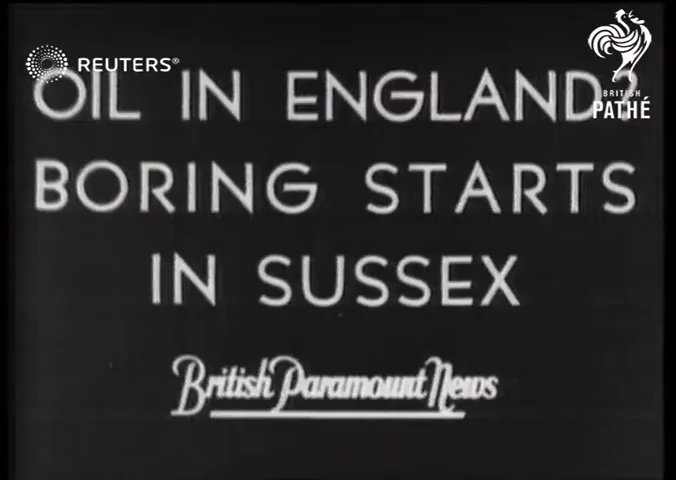 REUTERS®
BRITISH
PATHÉ
OIL IN ENGLAND?
BORING STARTS
IN SUSSEX
British Paramount News